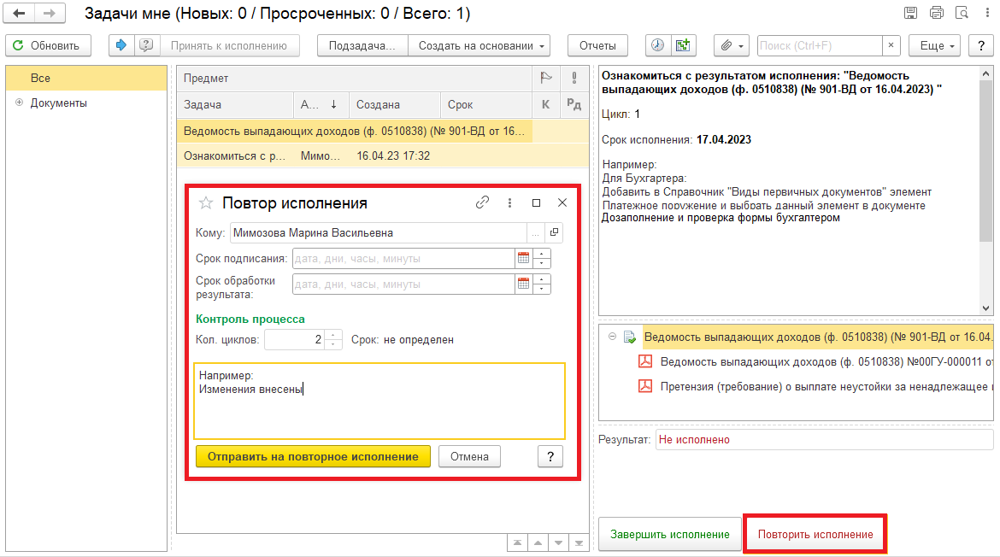 Задачи мне (Новых: 0 / Просроченных: 0 / Всего: 1)
Обновить
Принять к исполнению
Подзадача...
Создать на основании
Отчеты
Поиск (Ctrl+F)
×
Еще
?
Все
Документы
Предмет
Задача
А...
Создана
Срок
К
Рд
Ведомость выпадающих доходов (ф. 0510838) (№ 901-ВД от 16...
Ознакомиться с р...
Мимо...
16.04.23 17:32
Повтор исполнения
Кому:
Мимозова Марина Васильевна
...
Срок подписания:
дата, дни, часы, минуты
Срок обработки
результата:
дата, дни, часы, минуты
Контроль процесса
Кол. циклов:
2
Срок: не определен
Например:
Изменения внесены
Отправить на повторное исполнение
Отмена
?
Ознакомиться с результатом исполнения: "Ведомость
выпадающих доходов (ф. 0510838) (№ 901-ВД от 16.04.2023) "
Цикл: 1
Срок исполнения: 17.04.2023
Например:
Для Бухгалтера:
Добавить в Справочник "Виды первичных документов" элемент
Платежное поружение и выбрать данный элемент в документе
Дозаполнение и проверка формы бухгалтером
Ведомость выпадающих доходов (ф. 0510838) (№ 901-ВД от 16.04.
Ведомость выпадающих доходов (ф. 0510838) №00ГУ-000011 от
Претензия (требование) о выплате неустойки за ненадлежащее
Результат:
Не исполнено
Завершить исполнение
Повторить исполнение